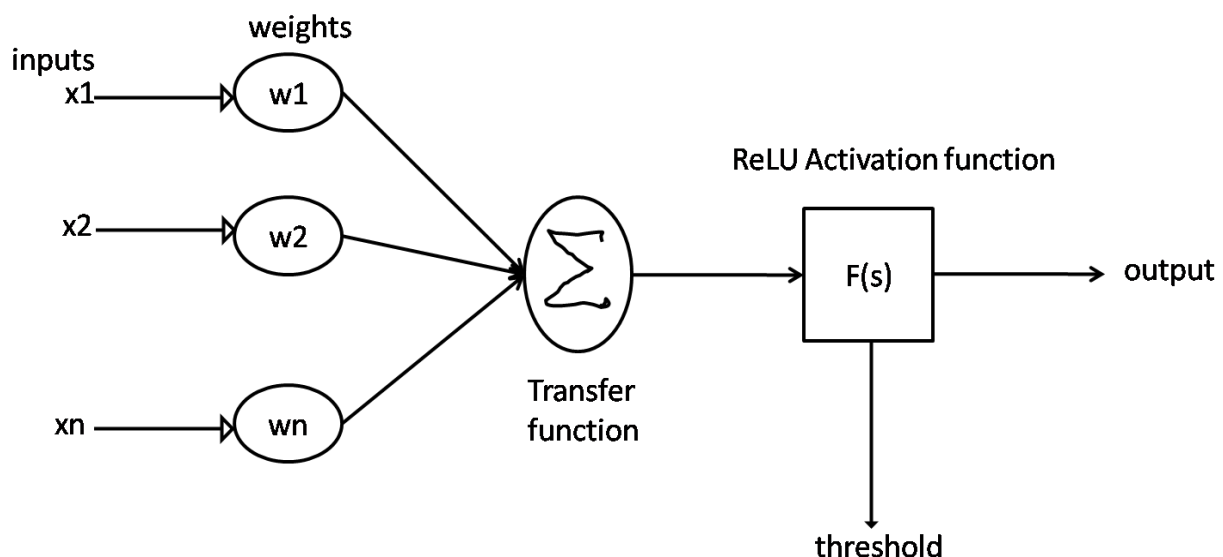 weights
inputs
x1
w1
ReLU Activation function
x2
w2
∑
F(s)
output
Transfer
function
xn
wn
threshold